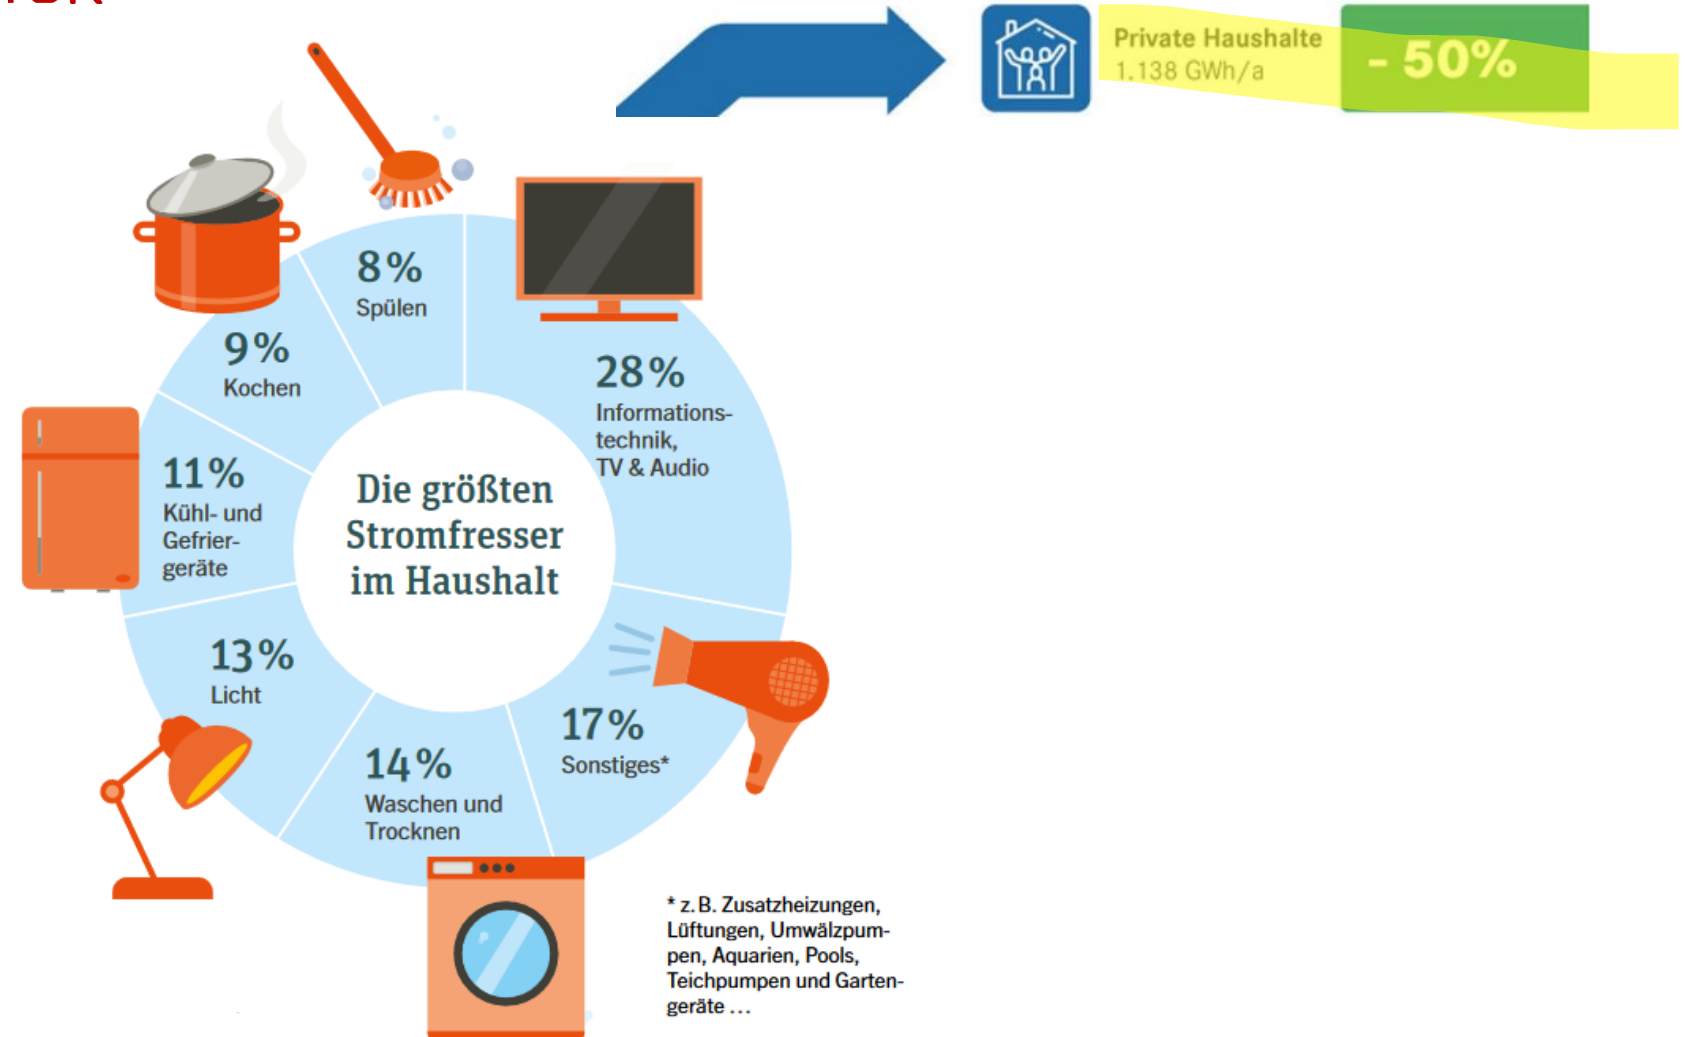 Private Haushalte
1.138 GWh/a
- 50%
8%
Spülen
28%
Informations-
technik,
TV & Audio
9%
Kochen
11%
Kühl- und
Gefrier-
geräte
Die größten
Stromfresser
im Haushalt
13%
Licht
17%
Sonstiges*
14%
Waschen und
Trocknen
* z.B. Zusatzheizungen,
Lüftungen, Umwälzpum-
pen, Aquarien, Pools,
Teichpumpen und Garten-
geräte ...